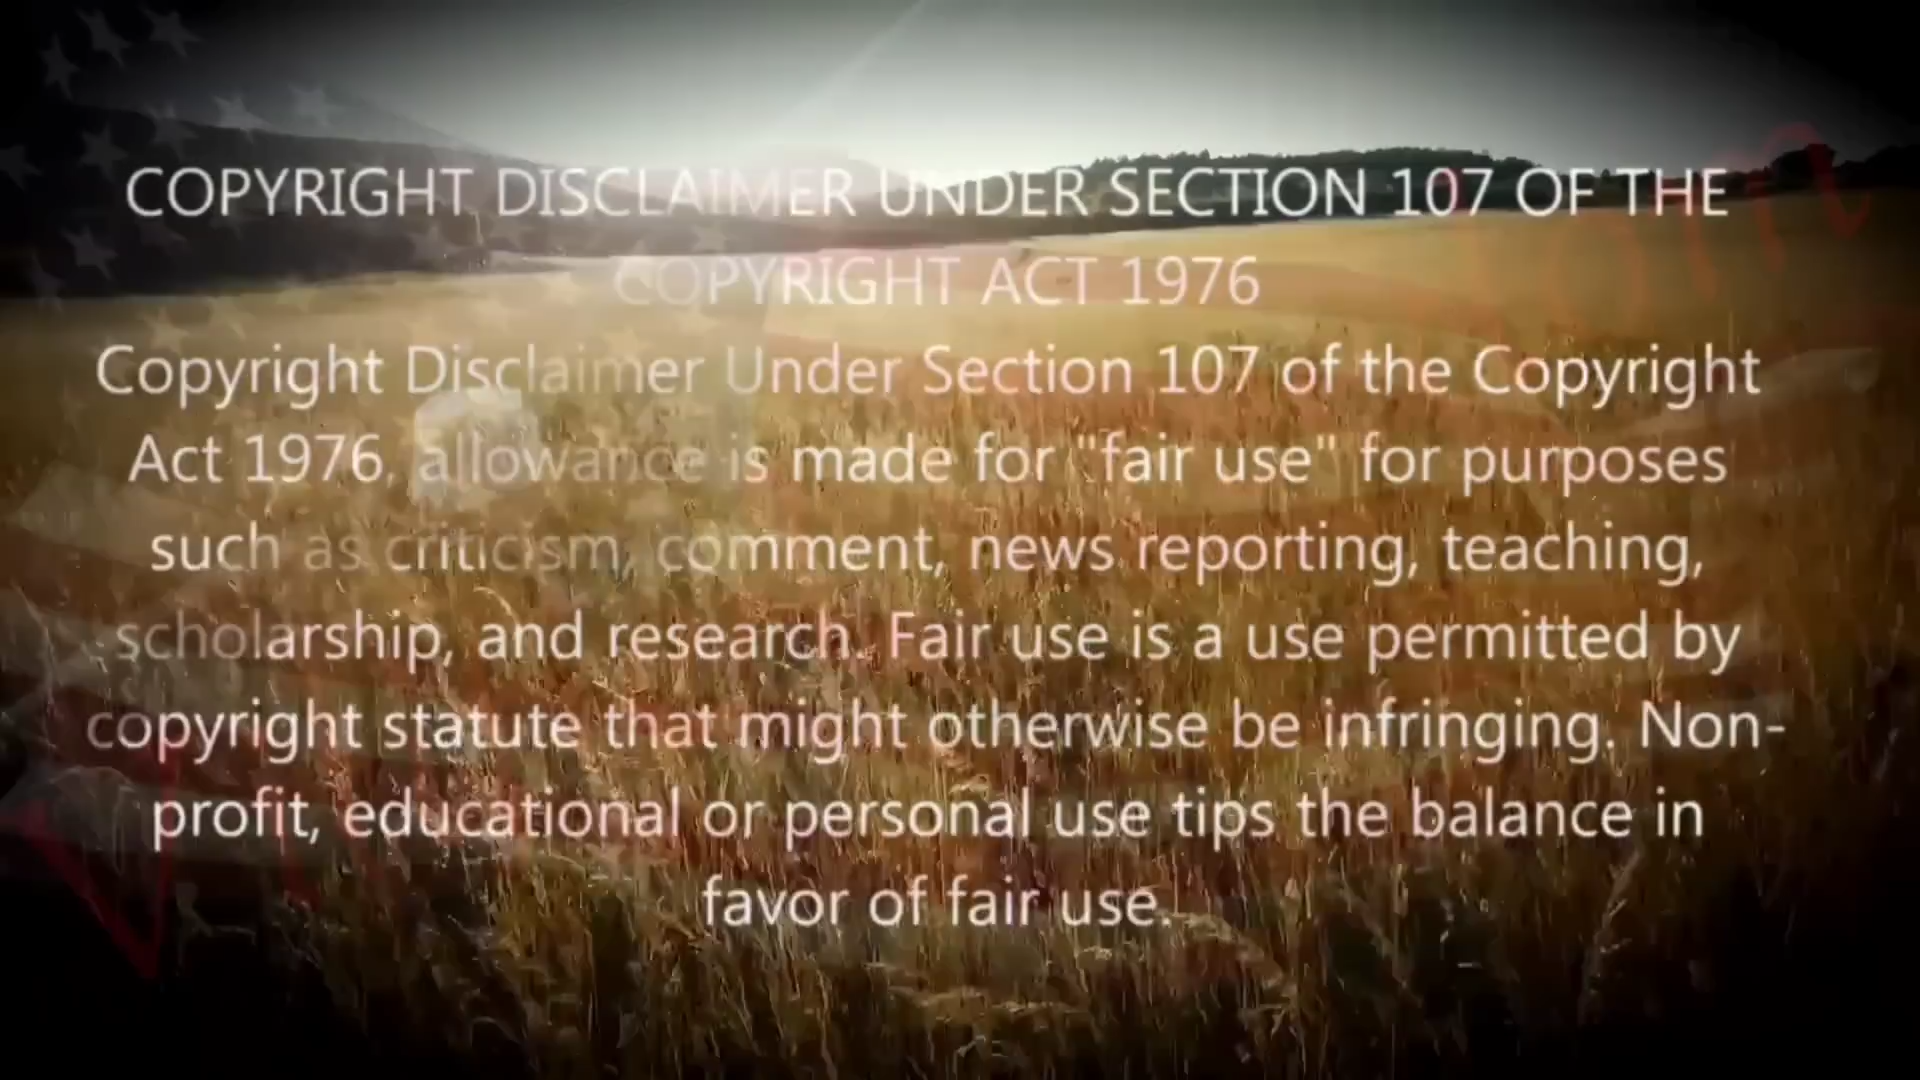 COPYRIGHT DISCLAIMER UNDER SECTION 107 OF THE
COPYRIGHT ACT 1976
Copyright Disclaimer Under Section 107 of the Copyright
Act 1976, allowance is made for "fair use" for purposes
such as criticism, comment, news reporting, teaching,
scholarship, and research. Fair use is a use permitted by
copyright statute that might otherwise be infringing. Non-
profit, educational or personal use tips the balance in
favor of fair use.